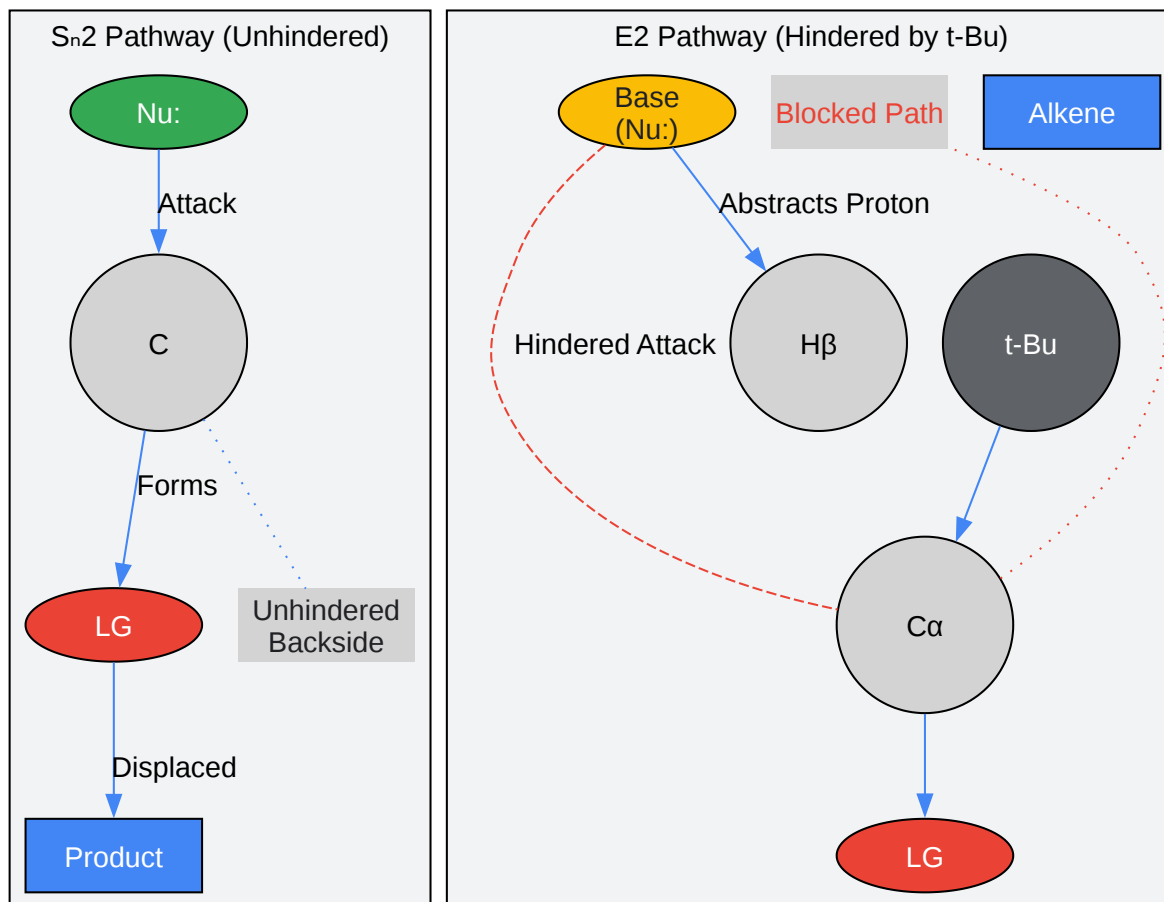 Sₙ2 Pathway (Unhindered)
Nu:
Attack
C
Forms
LG
Unhindered
Backside
Displaced
Product
E2 Pathway (Hindered by t-Bu)
Base
(Nu:)
Blocked Path
Alkene
Abstracts Proton
Hindered Attack
Hβ
t-Bu
Cα
LG